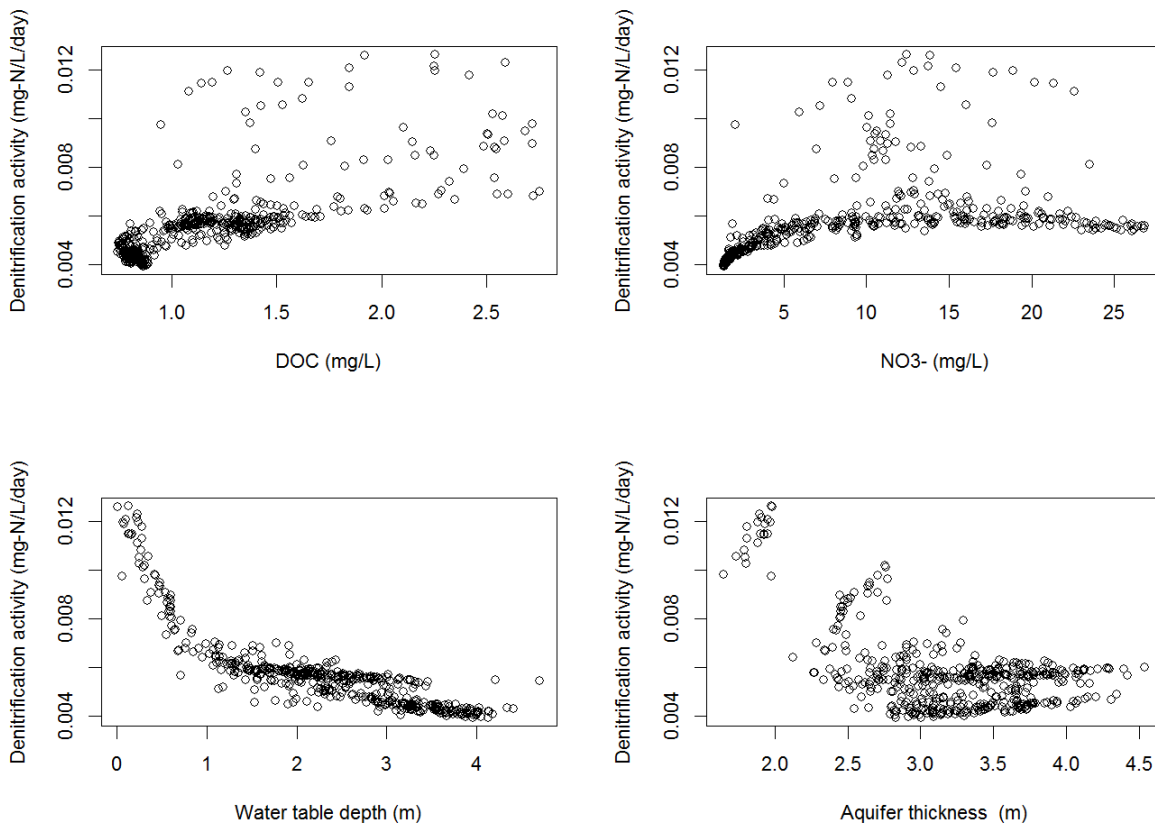 Denitrification activity (mg-N/L/day)
0.004 0.008 0.012
1.0 1.5 2.0 2.5
DOC (mg/L)
Denitrification activity (mg-N/L/day)
0.004 0.008 0.012
5 10 15 20 25
NO3- (mg/L)
Denitrification activity (mg-N/L/day)
0.004 0.008 0.012
0 1 2 3 4
Water table depth (m)
Denitrification activity (mg-N/L/day)
0.004 0.008 0.012
2.0 2.5 3.0 3.5 4.0 4.5
Aquifer thickness (m)